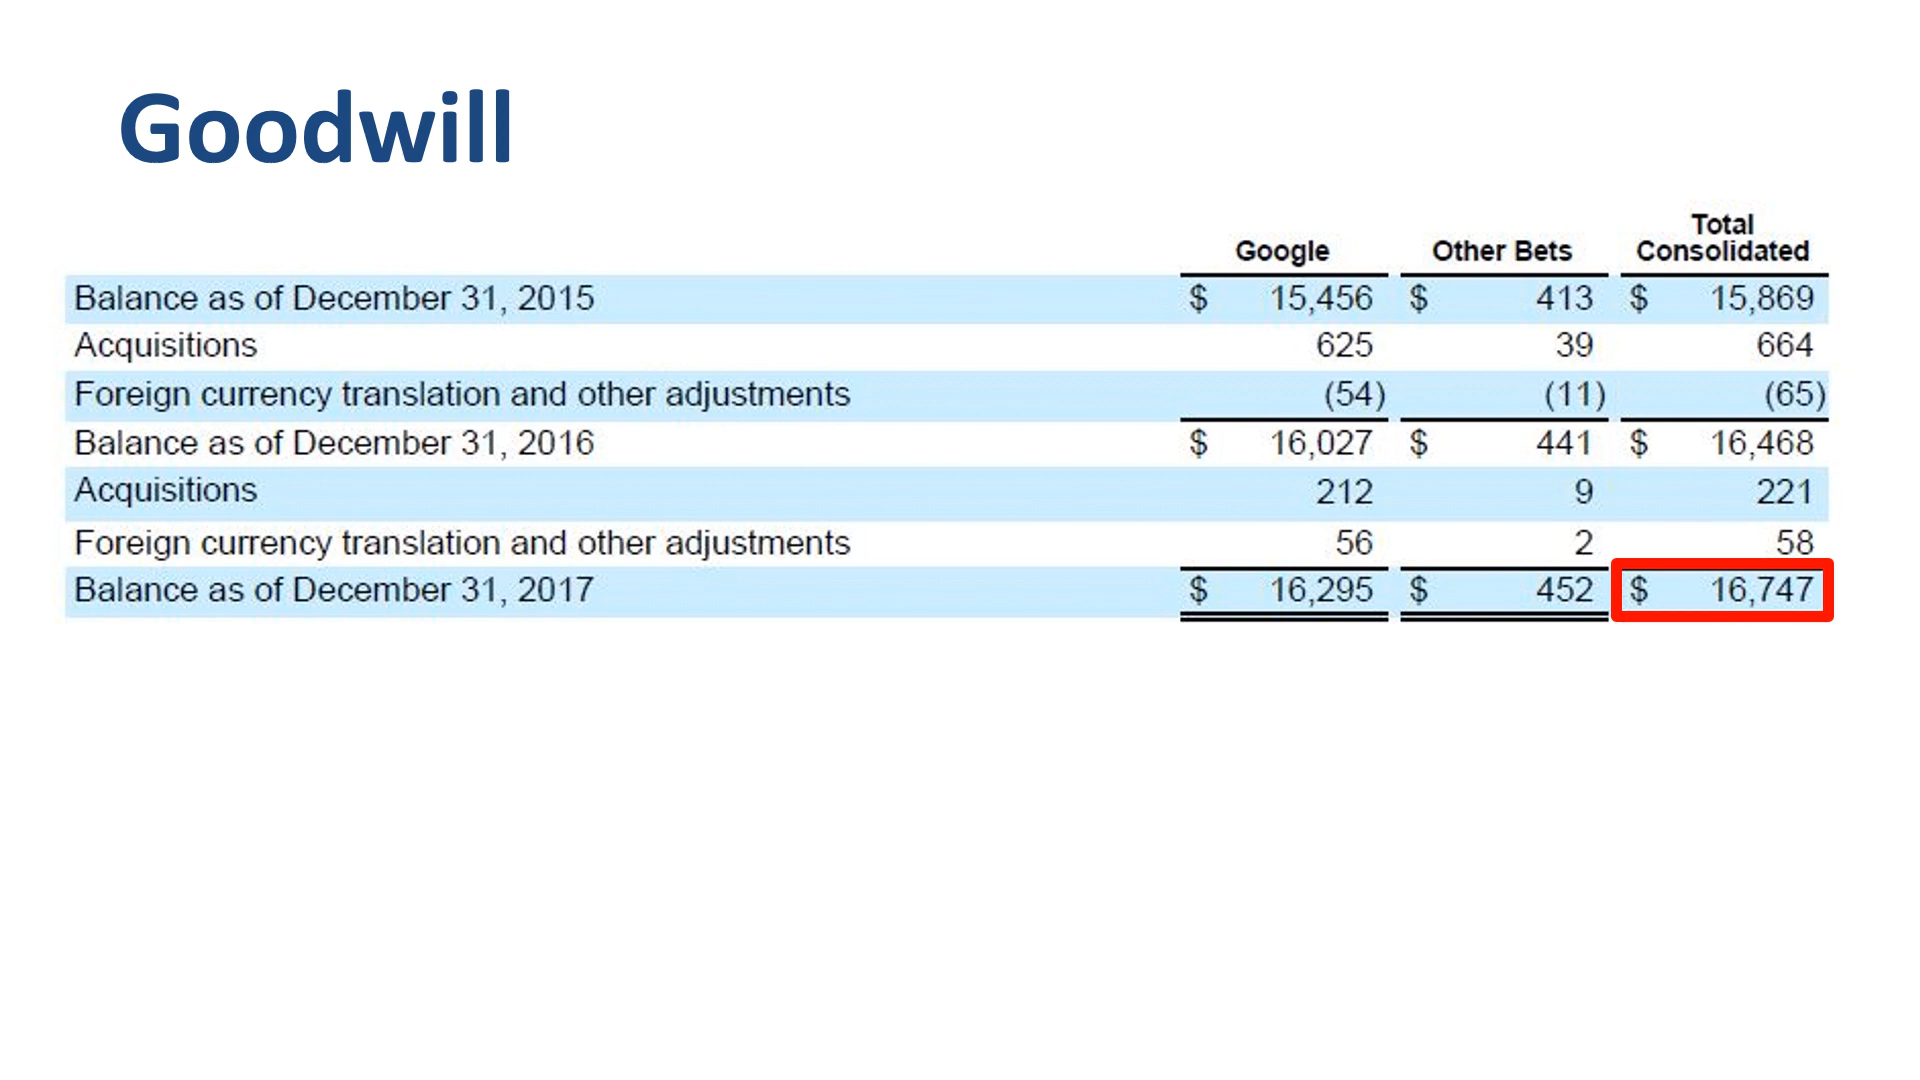 Goodwill
Total
Google Other Bets Consolidated
Balance as of December 31, 2015 $ 15,456 $ 413 $ 15,869
Acquisitions 625 39 664
Foreign currency translation and other adjustments (54) (11) (65)
Balance as of December 31, 2016 $ 16,027 $ 441 $ 16,468
Acquisitions 212 9 221
Foreign currency translation and other adjustments 56 2 58
Balance as of December 31, 2017 $ 16,295 $ 452 $ 16,747